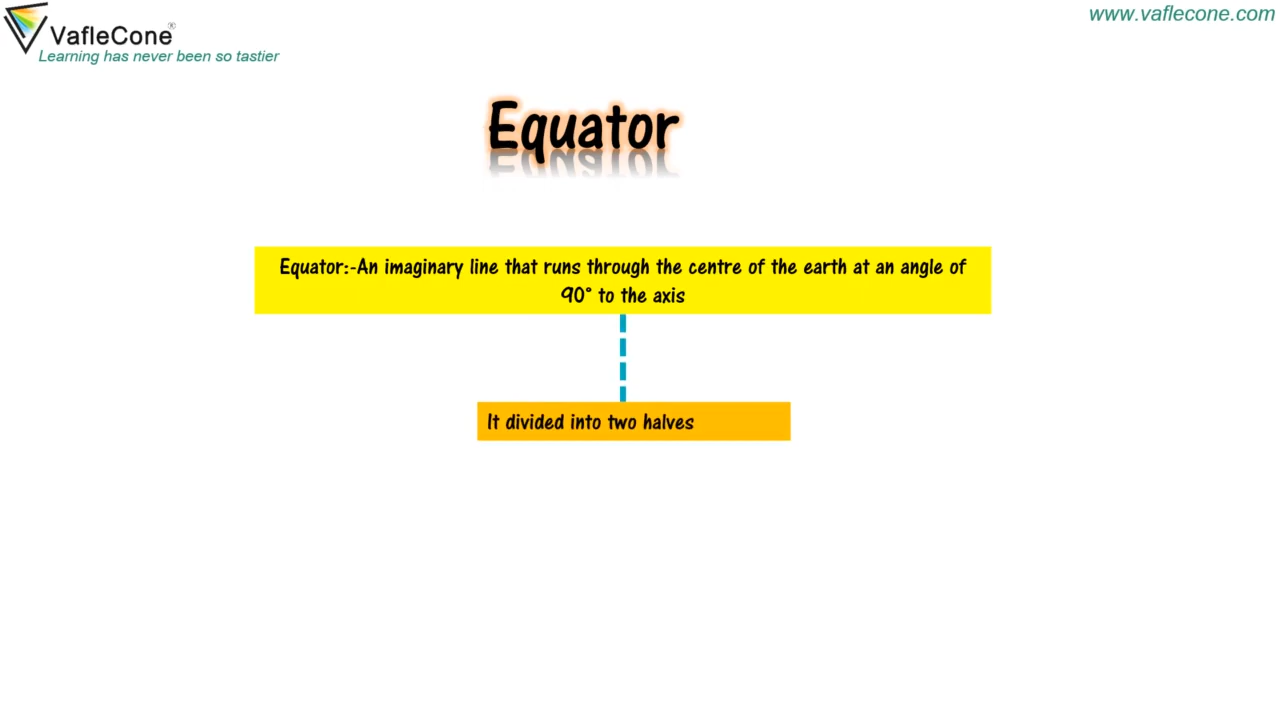 VafleCone®
Learning has never been so tastier
www.vaflecone.com
Equator
Equator:-An imaginary line that runs through the centre of the earth at an angle of
90° to the axis
It divided into two halves